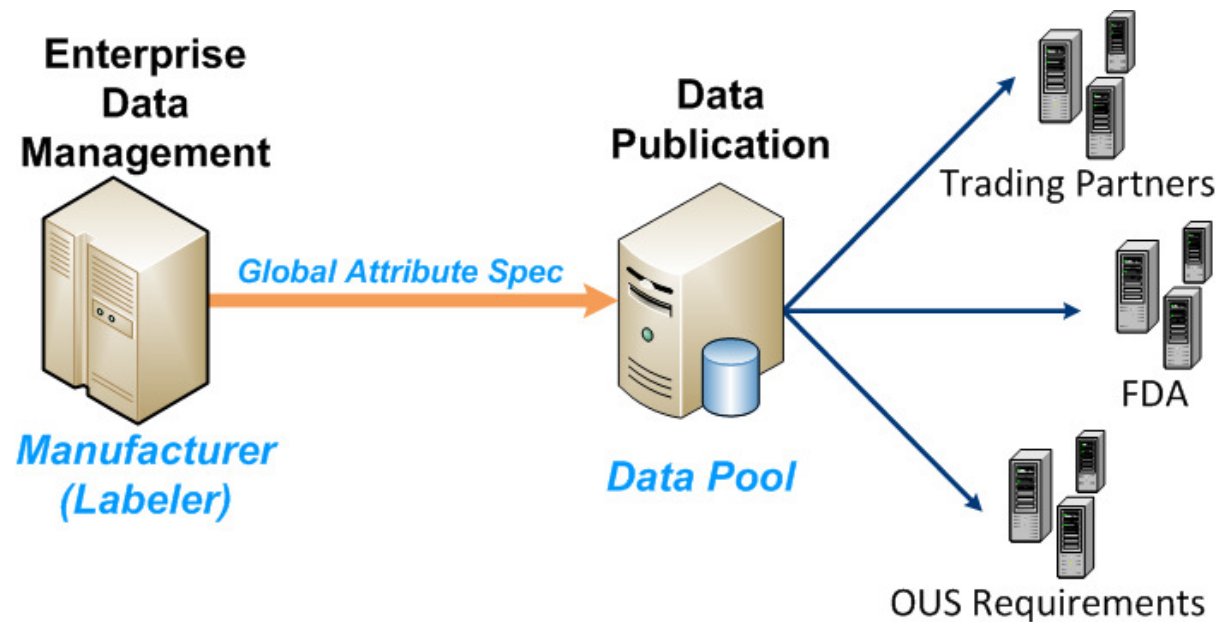 Enterprise
Data
Management
Manufacturer
(Labeler)
Global Attribute Spec
Data
Publication
Data Pool
Trading Partners
FDA
OUS Requirements